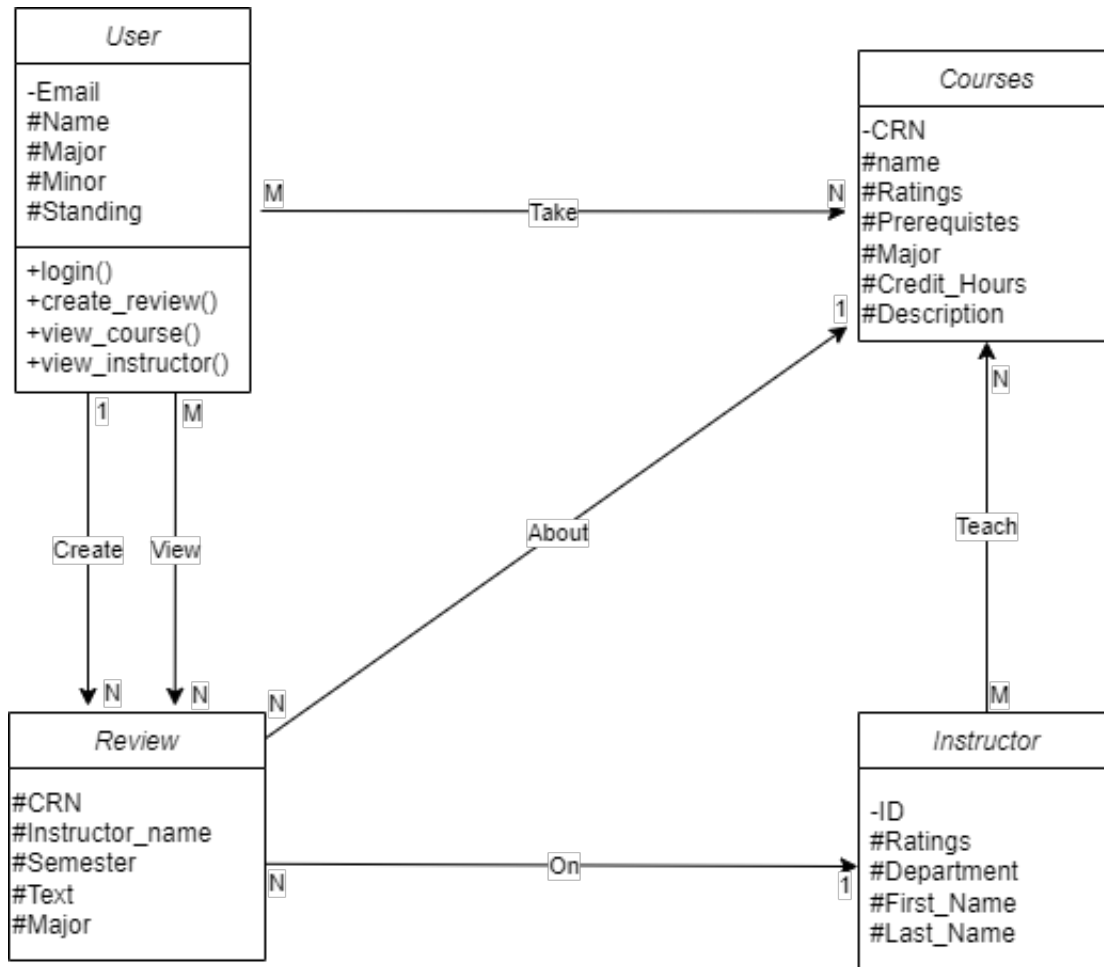 User
-Email
#Name
#Major
#Minor
#Standing
+login()
+create_review()
+view_course()
+view_instructor()
Courses
-CRN
#name
#Ratings
#Prerequistes
#Major
#Credit_Hours
#Description
M
Take
N
1
Create
N
M
View
N
N
About
1
N
Teach
M
Review
#CRN
#Instructor_name
#Semester
#Text
#Major
N
On
1
Instructor
-ID
#Ratings
#Department
#First_Name
#Last_Name